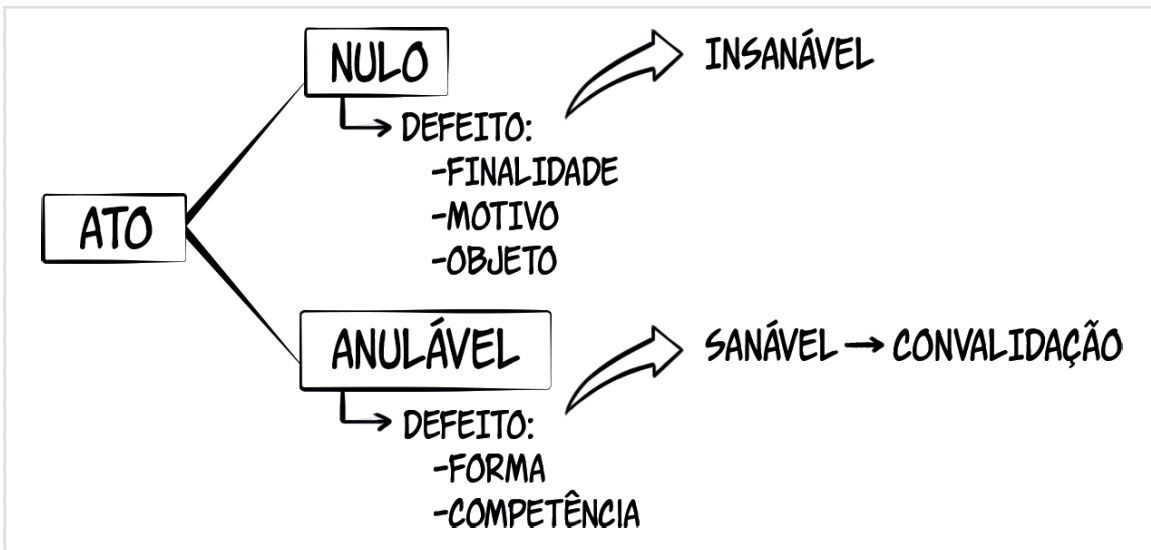 NULO
INSANÁVEL
DEFEITO:
-FINALIDADE
-MOTIVO
-OBJETO
ATO
ANULÁVEL
SANÁVEL → CONVALIDAÇÃO
DEFEITO:
-FORMA
-COMPETÊNCIA